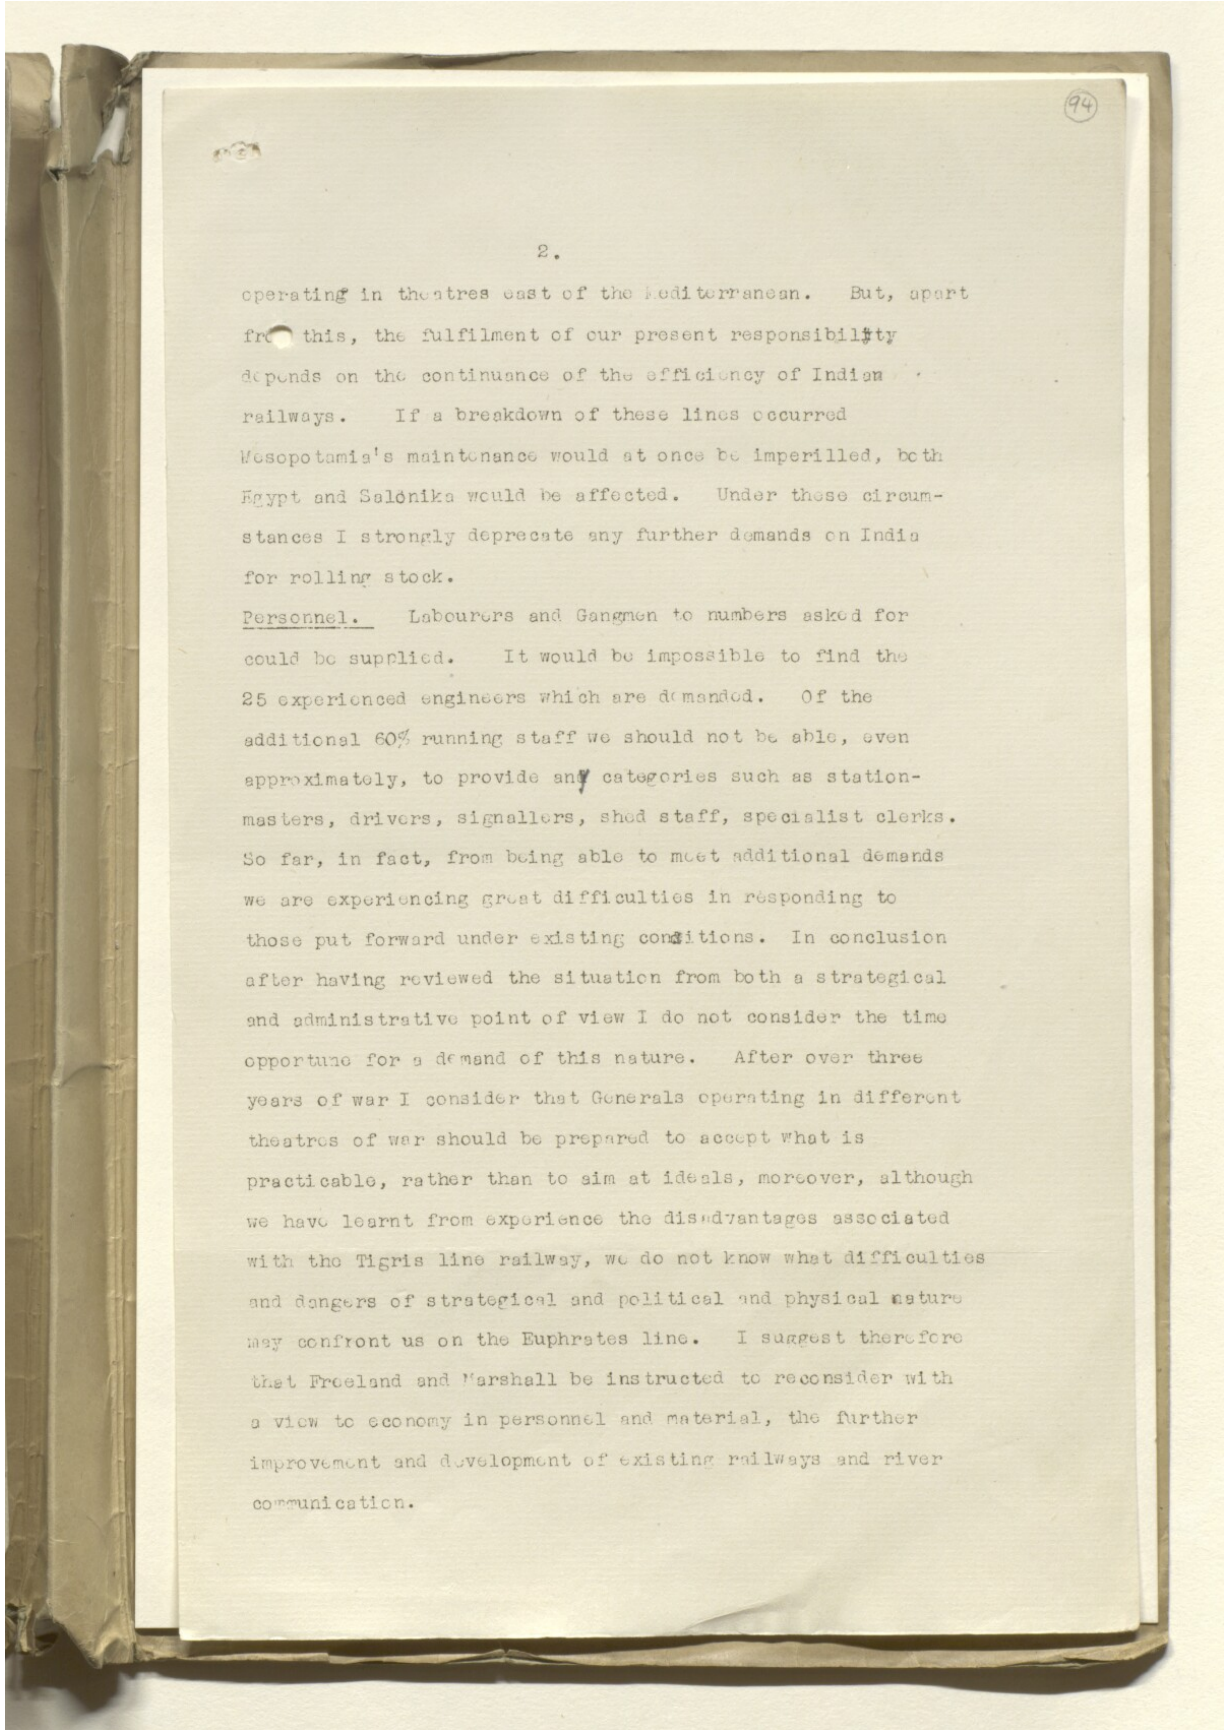 94
2.
operating in theatres east of the Mediterranean. But, apart
from this, the fulfilment of our present responsibility
depends on the continuance of the efficiency of Indian
railways. If a breakdown of these lines occurred
Mesopotamia's maintenance would at once be imperilled, both
Egypt and Salonika would be affected. Under these circum-
stances I strongly deprecate any further demands on India
for rolling stock.
Personnel. Labourers and Gangmen to numbers asked for
could be supplied. It would be impossible to find the
25 experienced engineers which are demanded. Of the
additional 60% running staff we should not be able, even
approximately, to provide any categories such as station-
masters, drivers, signallers, shed staff, specialist clerks.
So far, in fact, from being able to meet additional demands
we are experiencing great difficulties in responding to
those put forward under existing conditions. In conclusion
after having reviewed the situation from both a strategical
and administrative point of view I do not consider the time
opportune for a demand of this nature. After over three
years of war I consider that Generals operating in different
theatres of war should be prepared to accept what is
practicable, rather than to aim at ideals, moreover, although
we have learnt from experience the disadvantages associated
with the Tigris line railway, we do not know what difficulties
and dangers of strategical and political and physical nature
may confront us on the Euphrates line. I suggest therefore
that Freeland and Marshall be instructed to reconsider with
a view to economy in personnel and material, the further
improvement and development of existing railways and river
communication.